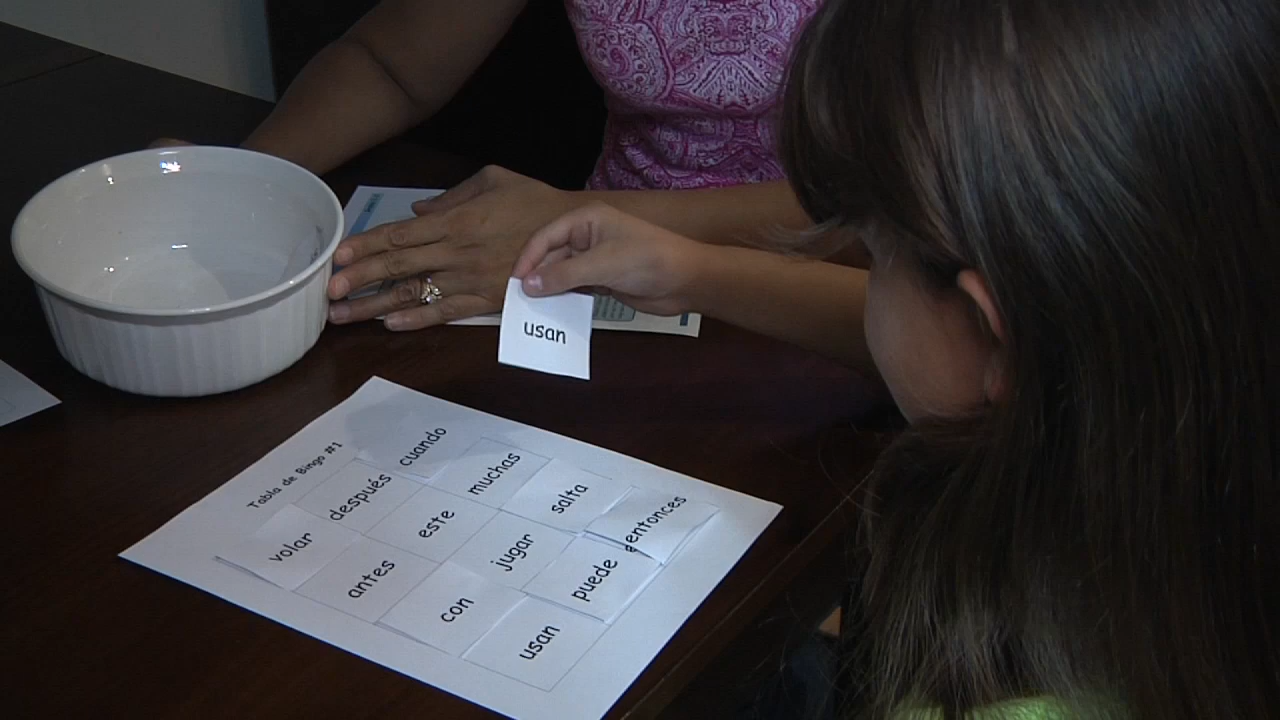 usan
Tabla de Bingo #1
volar después cuando
antes este muchas
con jugar salta
usan puede entonces